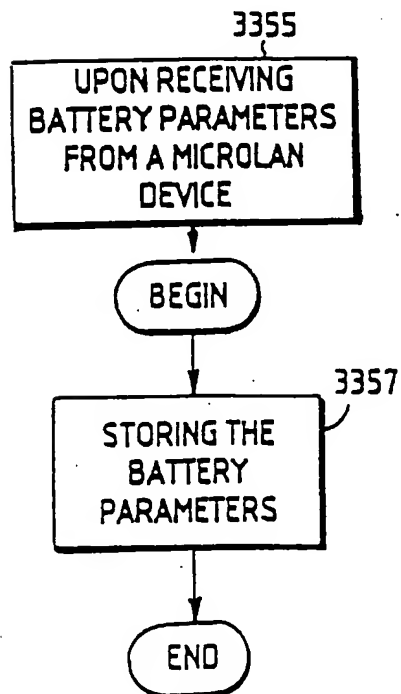 3355
UPON RECEIVING
BATTERY PARAMETERS
FROM A MICROLAN
DEVICE
BEGIN
3357
STORING THE
BATTERY
PARAMETERS
END